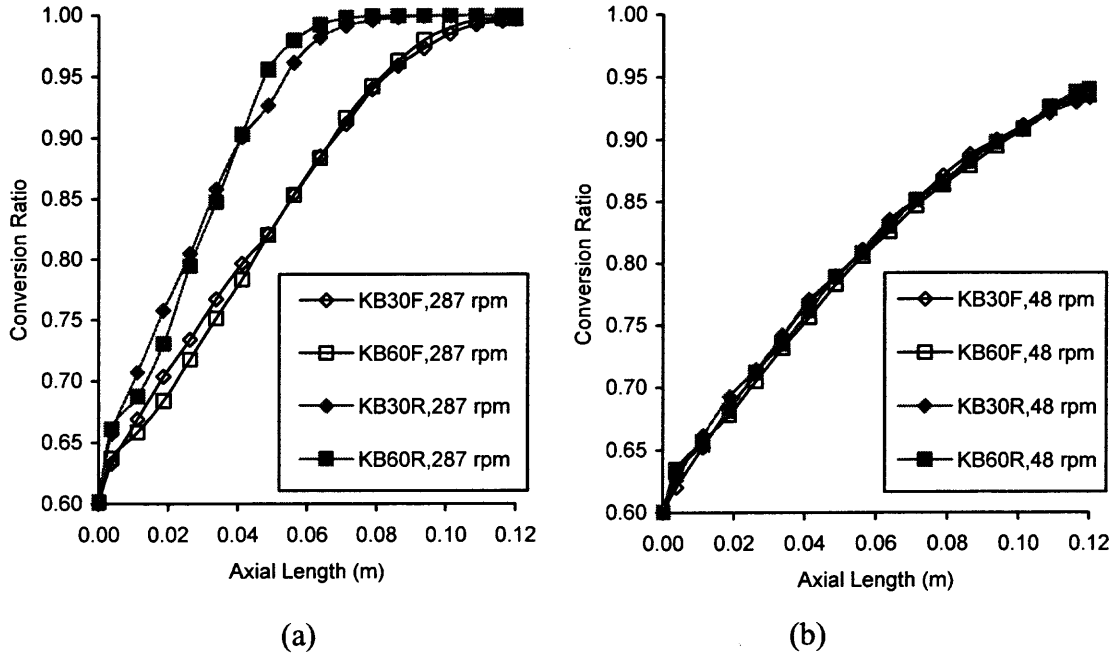 1.00
0.95
0.90
0.85
0.80
0.75
0.70
0.65
0.60
Conversion Ratio
0.00 0.02 0.04 0.06 0.08 0.10 0.12
Axial Length (m)
KB30F,287 rpm
KB60F,287 rpm
KB30R,287 rpm
KB60R,287 rpm
(a)
1.00
0.95
0.90
0.85
0.80
0.75
0.70
0.65
0.60
Conversion Ratio
0.00 0.02 0.04 0.06 0.08 0.10 0.12
Axial Length (m)
KB30F,48 rpm
KB60F,48 rpm
KB30R,48 rpm
KB60R,48 rpm
(b)